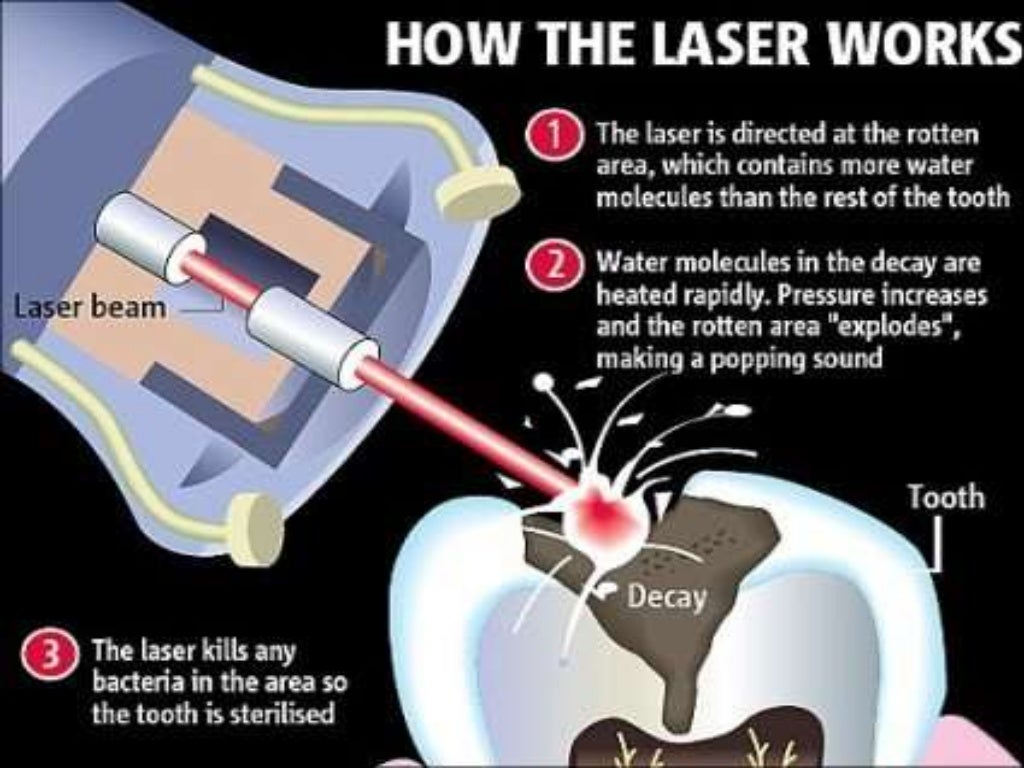 HOW THE LASER WORKS
1
The laser is directed at the rotten
area, which contains more water
molecules than the rest of the tooth
2
Water molecules in the decay are
heated rapidly. Pressure increases
and the rotten area "explodes",
making a popping sound
Laser beam
Tooth
Decay
3
The laser kills any
bacteria in the area so
the tooth is sterilised